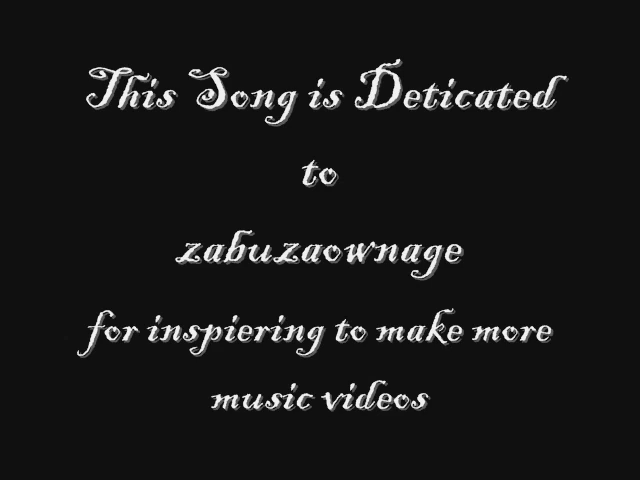 This Song is Deticated
to
zabuzaownage
for inspiering to make more
music videos